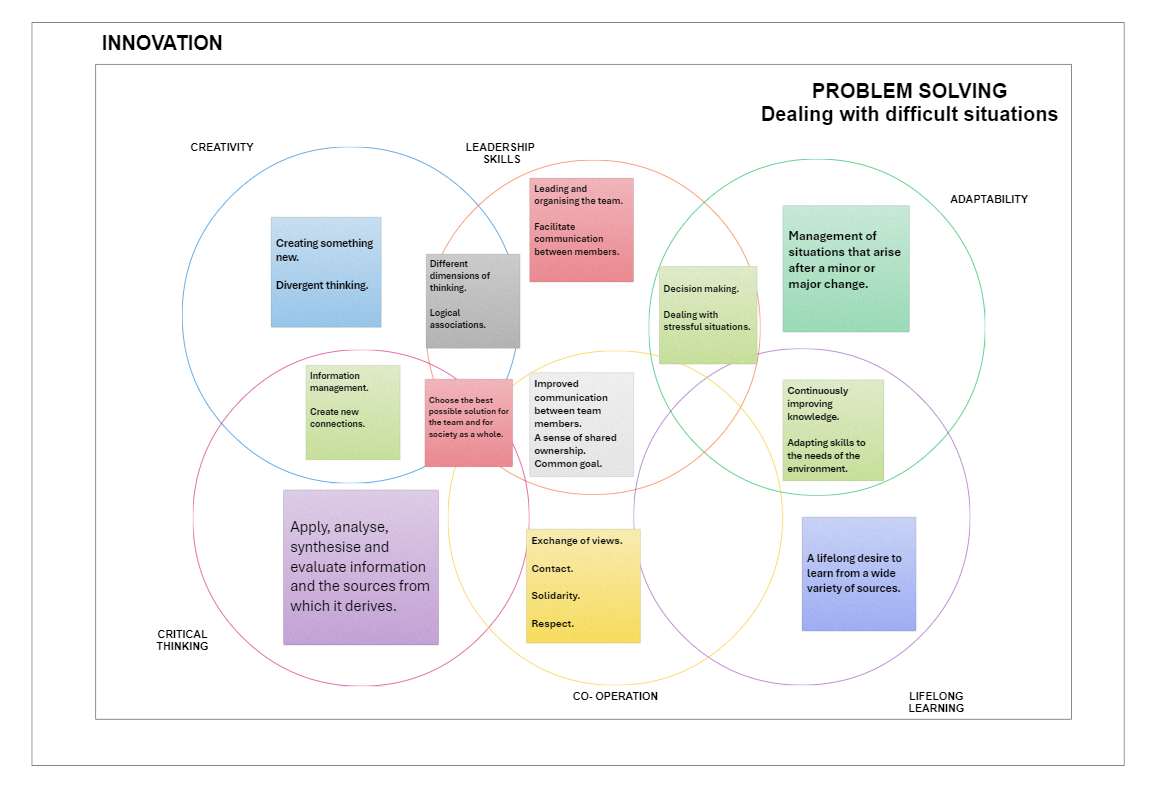 INNOVATION
PROBLEM SOLVING
Dealing with difficult situations
CREATIVITY
LEADERSHIP
SKILLS
ADAPTABILITY
Creating something
new.
Divergent thinking.
Different
dimensions of
thinking.
Logical
associations.
Leading and
organising the team.
Facilitate
communication
between members.
Decision making.
Dealing with
stressful situations.
Management of
situations that arise
after a minor or
major change.
Information
management.
Create new
connections.
Choose the best
possible solution for
the team and for
society as a whole.
Improved
communication
between team
members.
A sense of shared
ownership.
Common goal.
Continuously
improving
knowledge.
Adapting skills to
the needs of the
environment.
Apply, analyse,
synthesise and
evaluate information
and the sources from
which it derives.
Exchange of views.
Contact.
Solidarity.
Respect.
A lifelong desire to
learn from a wide
variety of sources.
CRITICAL
THINKING
CO- OPERATION
LIFELONG
LEARNING